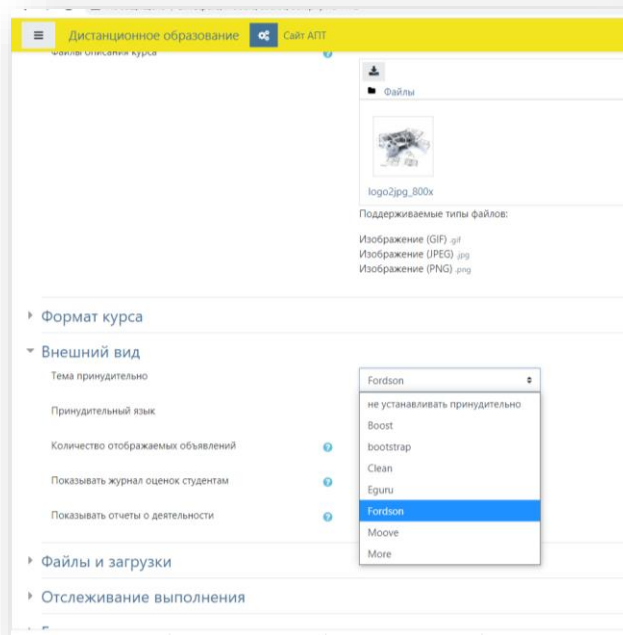 Дистанционное образование Сайт АПТ
Файлы описания курса
Файлы
logo2jpg_800x
Поддерживаемые типы файлов:
Изображение (GIF) .gif
Изображение (JPEG) .jpg
Изображение (PNG) .png
Формат курса
Внешний вид
Тема принудительно
Fordson
Принудительный язык
Количество отображаемых объявлений
Показывать журнал оценок студентам
Показывать отчеты о деятельности
не устанавливать принудительно
Boost
bootstrap
Clean
Eguru
Fordson
Moove
More
Файлы и загрузки
Отслеживание выполнения